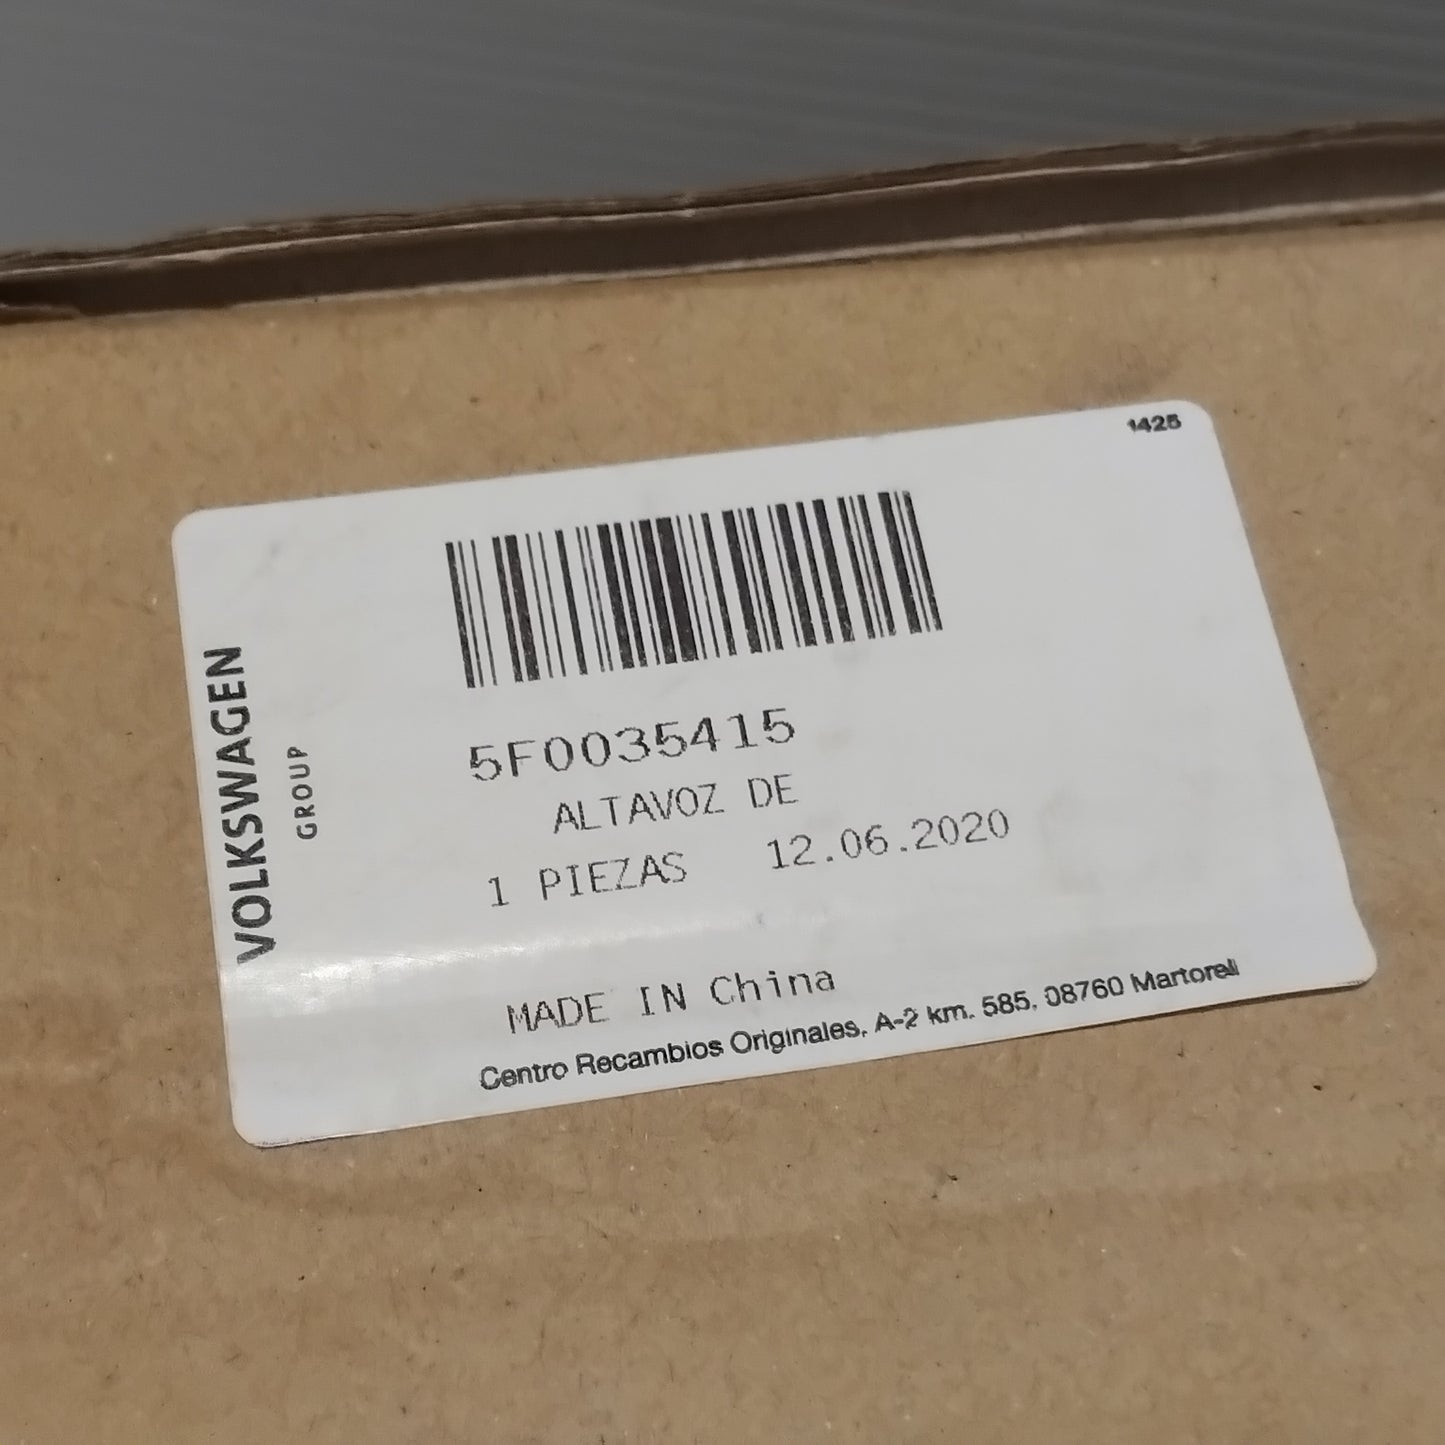 1425
VOLKSWAGEN
GROUP
5F0035415
ALTAVOZ DE
1 PIEZAS 12.06.2020
MADE IN China
Centro Recambios Originales, A-2 km. 585, 08760 Martorell